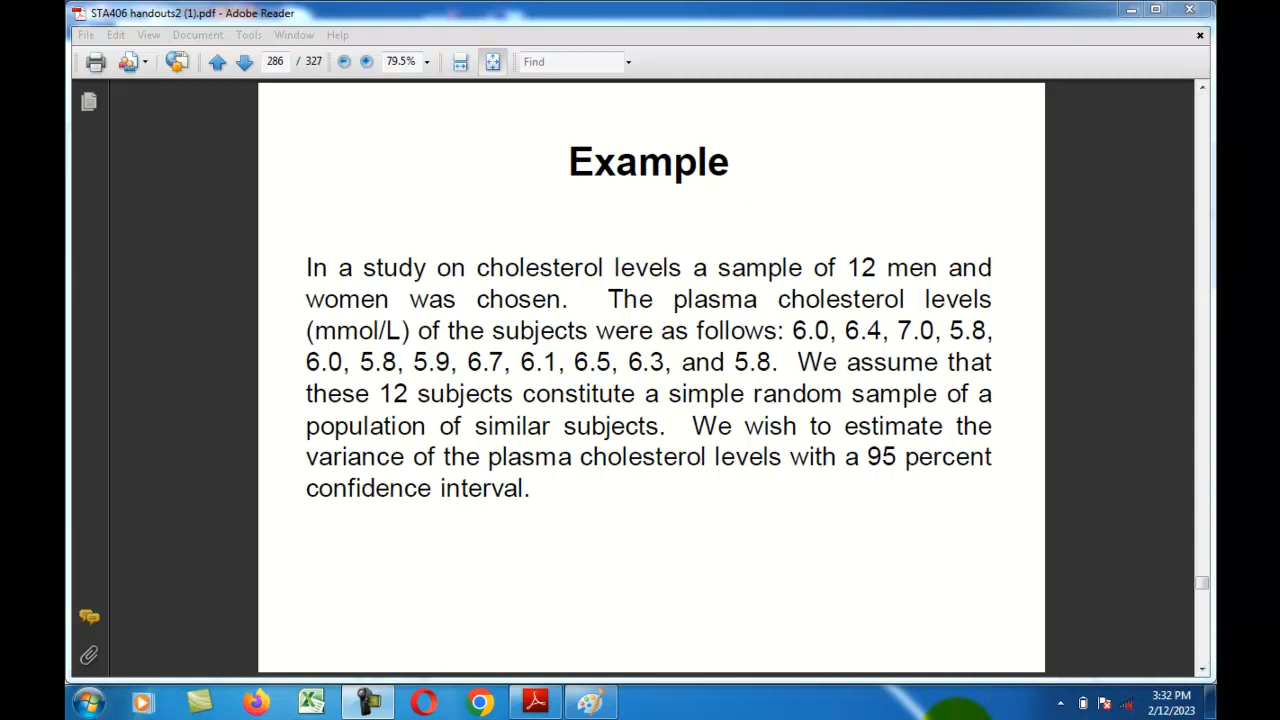 STA406 handouts2 (1).pdf - Adobe Reader
File Edit View Document Tools Window Help
286 / 327 79.5% Find
Example
In a study on cholesterol levels a sample of 12 men and
women was chosen. The plasma cholesterol levels
(mmol/L) of the subjects were as follows: 6.0, 6.4, 7.0, 5.8,
6.0, 5.8, 5.9, 6.7, 6.1, 6.5, 6.3, and 5.8. We assume that
these 12 subjects constitute a simple random sample of a
population of similar subjects. We wish to estimate the
variance of the plasma cholesterol levels with a 95 percent
confidence interval.
3:32 PM
2/12/2023